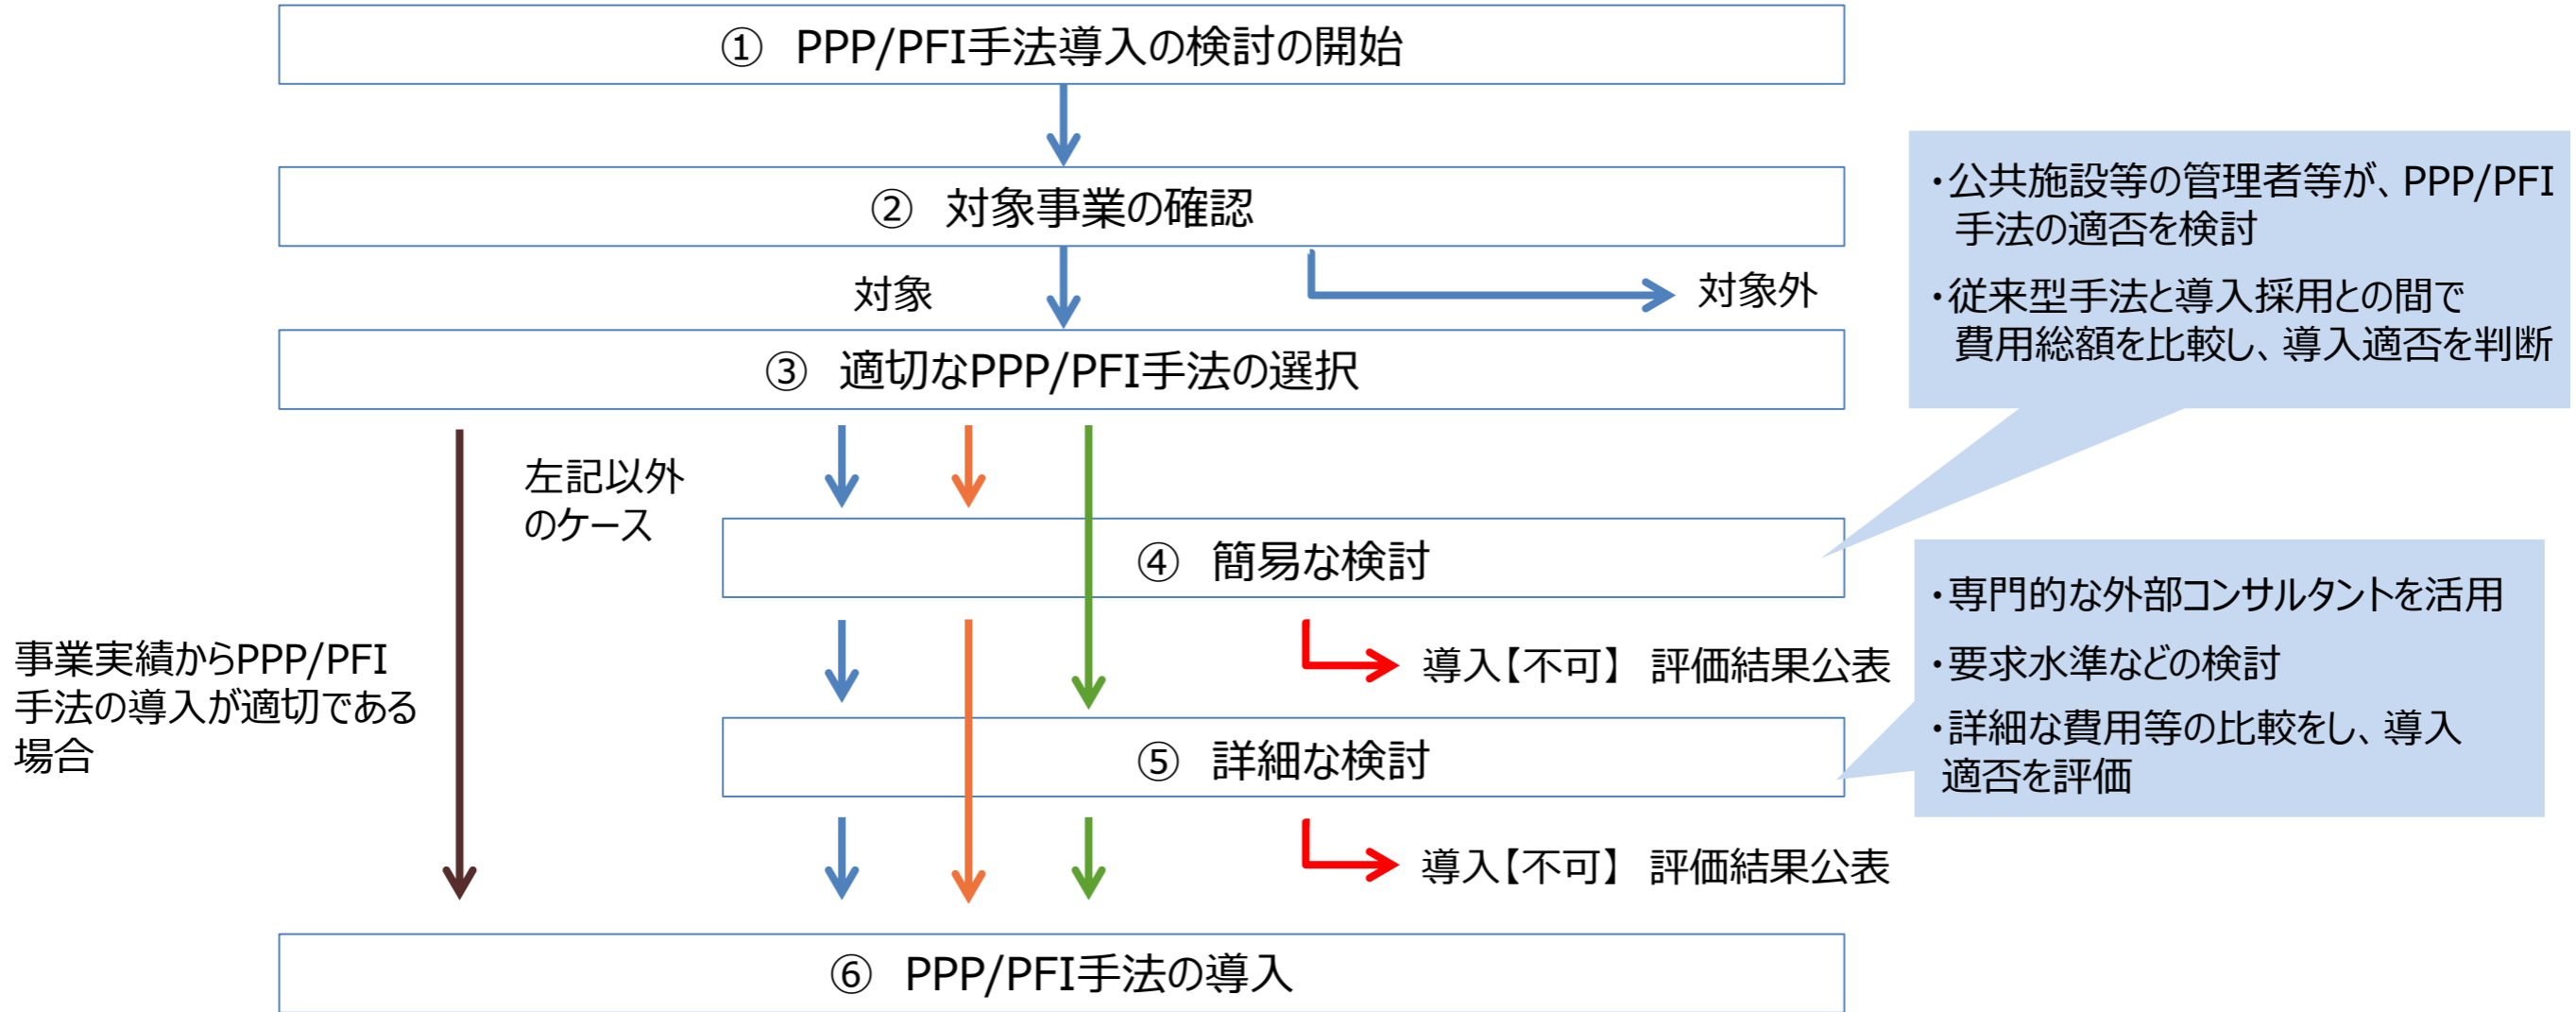 ① PPP/PFI手法導入の検討の開始
② 対象事業の確認
対象
対象外
③ 適切なPPP/PFI手法の選択
・公共施設等の管理者等が、PPP/PFI
手法の適否を検討
・従来型手法と導入採用との間で
費用総額を比較し、導入適否を判断
左記以外
のケース
④ 簡易な検討
事業実績からPPP/PFI
手法の導入が適切である
場合
導入【不可】 評価結果公表
・専門的な外部コンサルタントを活用
・要求水準などの検討
・詳細な費用等の比較をし、導入
適否を評価
⑤ 詳細な検討
導入【不可】 評価結果公表
⑥ PPP/PFI手法の導入